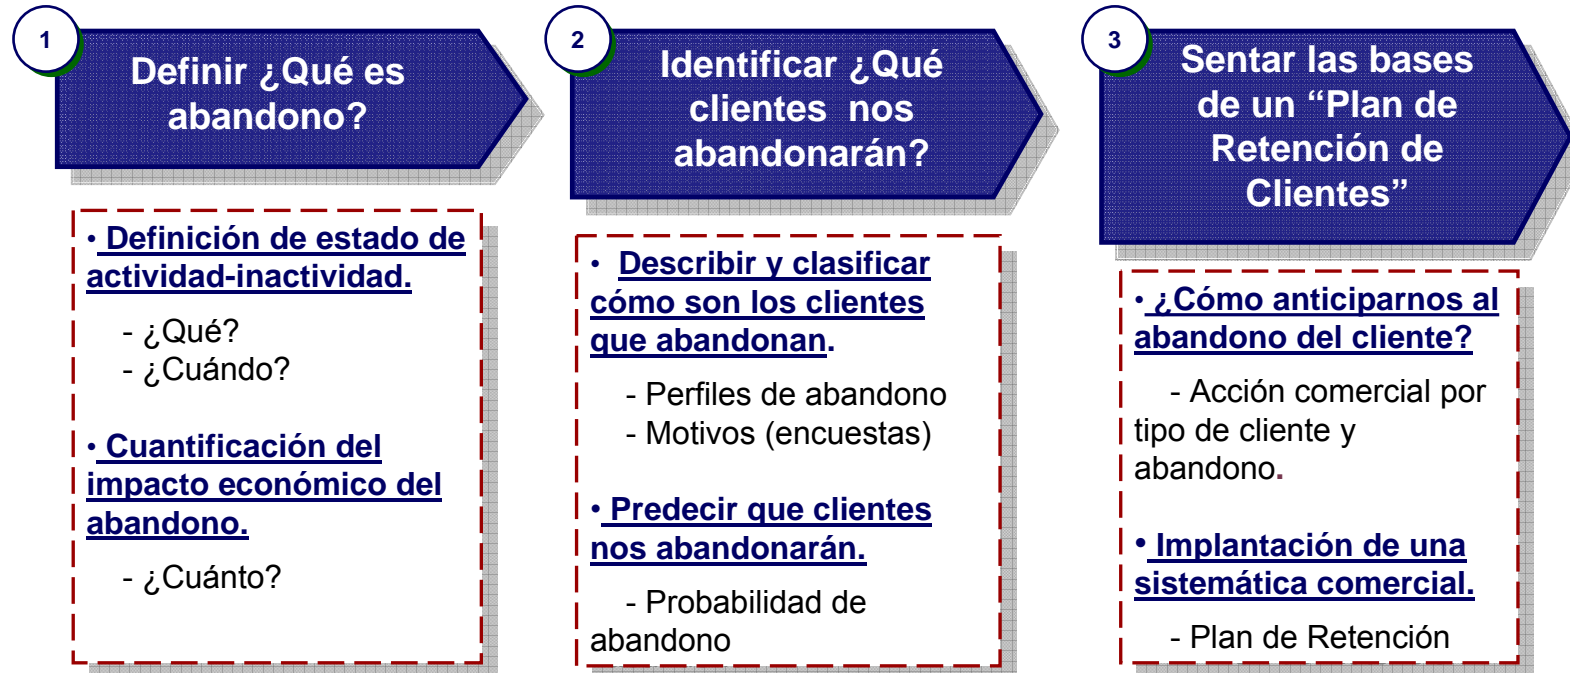 1
Definir ¿Qué es
abandono?
• Definición de estado de
actividad-inactividad.
- ¿Qué?
- ¿Cuándo?
• Cuantificación del
impacto económico del
abandono.
- ¿Cuánto?
2
Identificar ¿Qué
clientes nos
abandonarán?
• Describir y clasificar
cómo son los clientes
que abandonan.
- Perfiles de abandono
- Motivos (encuestas)
• Predecir que clientes
nos abandonarán.
- Probabilidad de
abandono
3
Sentar las bases
de un “Plan de
Retención de
Clientes”
• ¿Cómo anticiparnos al
abandono del cliente?
- Acción comercial por
tipo de cliente y
abandono.
• Implantación de una
sistemática comercial.
- Plan de Retención